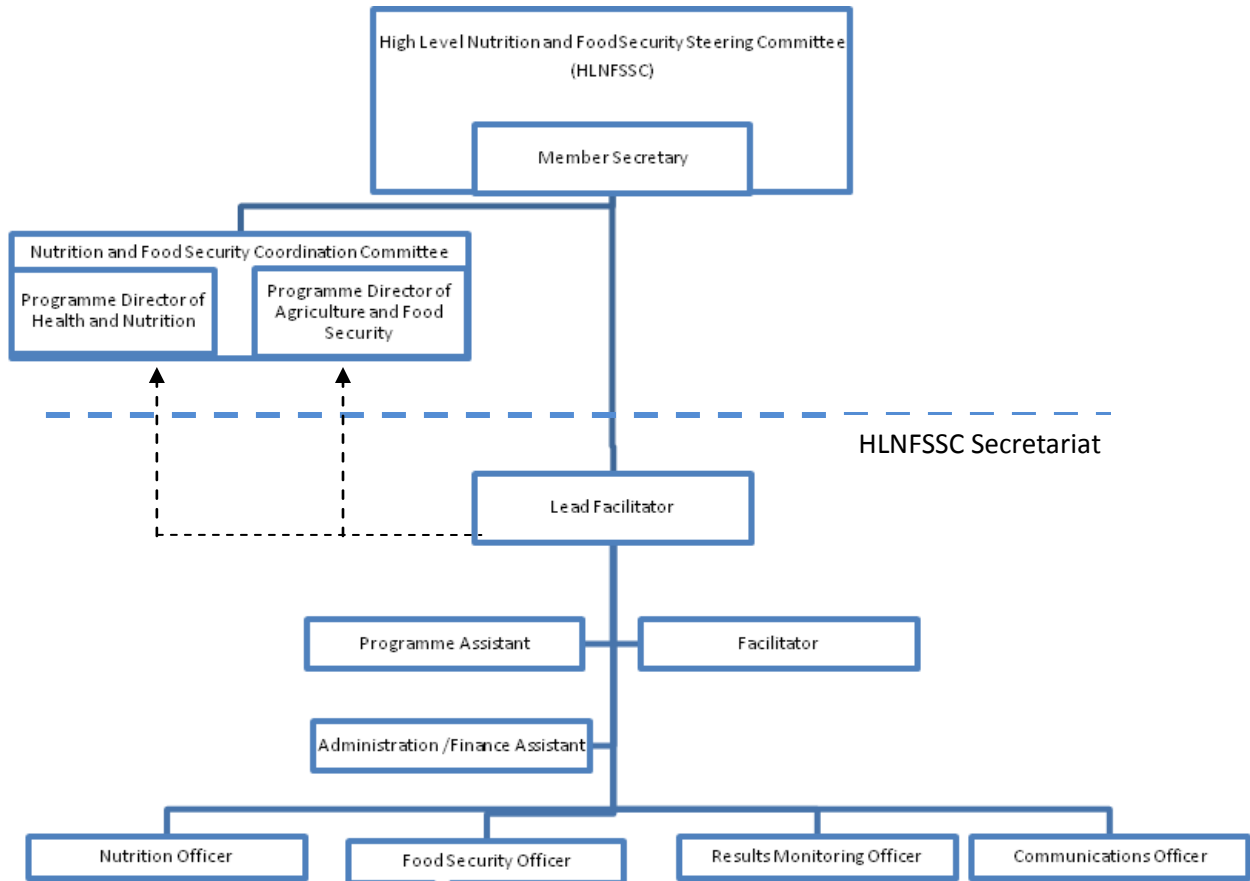 High Level Nutrition and Food Security Steering Committee
(HLNFSSC)
Member Secretary
Nutrition and Food Security Coordination Committee
Programme Director of
Health and Nutrition
Programme Director of
Agriculture and Food
Security
HLNFSSC Secretariat
Lead Facilitator
Programme Assistant
Facilitator
Administration /Finance Assistant
Nutrition Officer
Food Security Officer
Results Monitoring Officer
Communications Officer